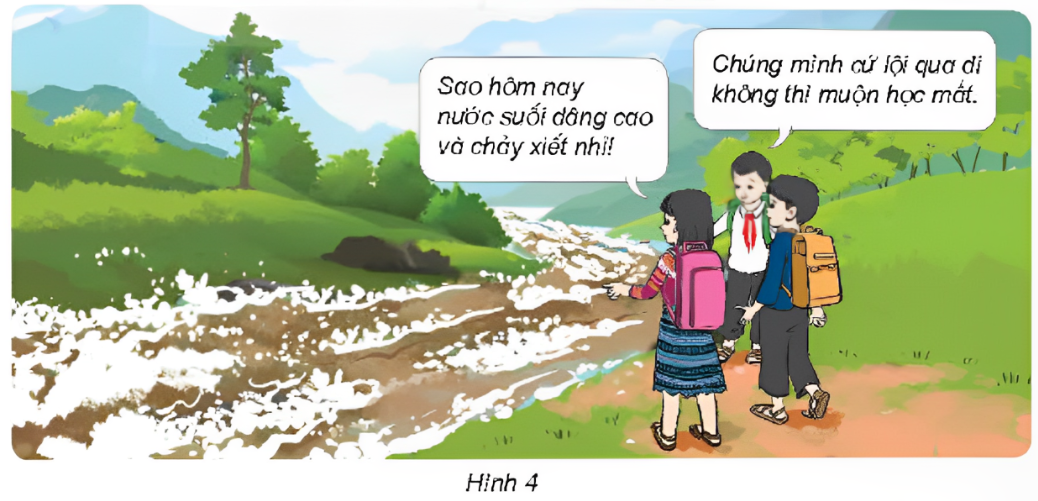 Sao hôm nay
nước suối dâng cao
và chảy xiết nhỉ!
Chúng mình cứ lội qua đi
không thì muộn học mất.
Hình 4